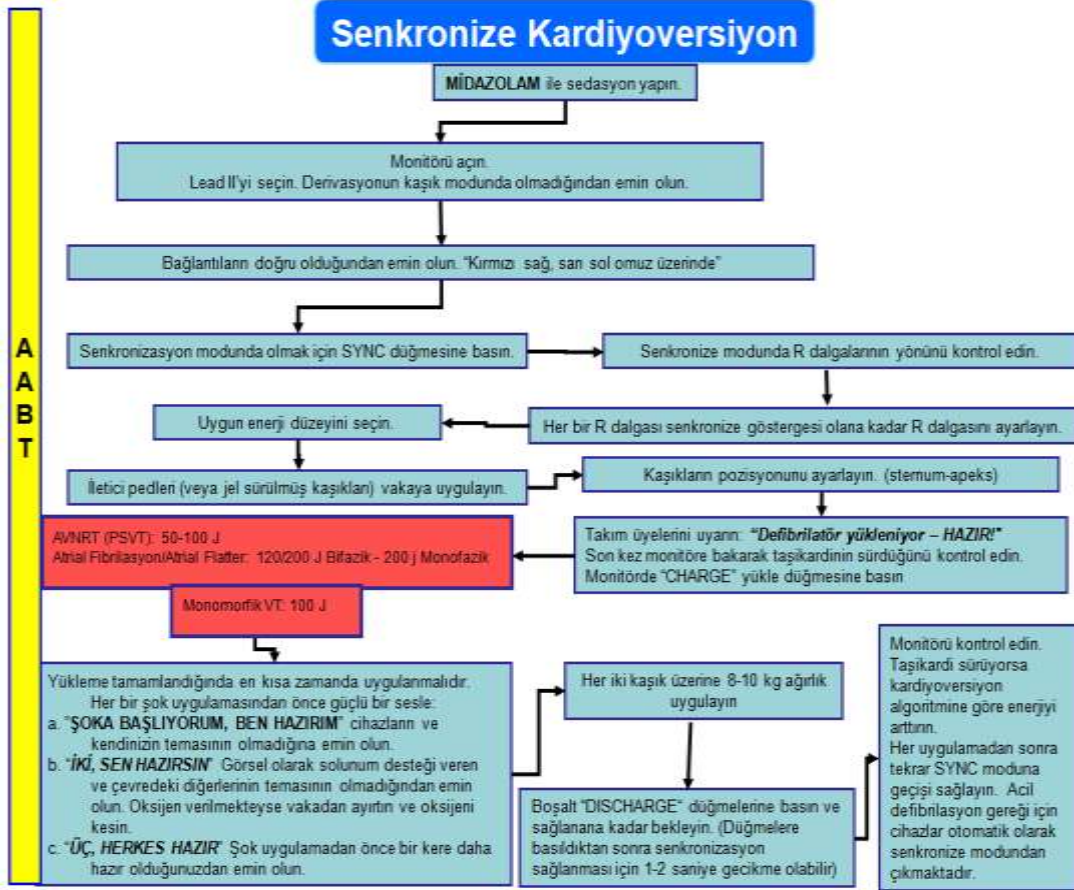 Senkronize Kardiyoversiyon
A
A
B
T
MİDAZOLAM ile sedasyon yapın.
Monitörü açın.
Lead II'yi seçin. Derivasyonun kaşık modunda olmadığından emin olun.
Bağlantıların doğru olduğundan emin olun. “Kırmızı sağ, sarı sol omuz üzerinde”
Senkronizasyon modunda olmak için SYNC düğmesine basın.
Senkronize modunda R dalgalarının yönünü kontrol edin.
Her bir R dalgası senkronize göstergesi olana kadar R dalgasını ayarlayın.
Uygun enerji düzeyini seçin.
İletici pedleri (veya jel sürülmüş kaşıkları) vakaya uygulayın.
Kaşıkların pozisyonunu ayarlayın. (sternum-apeks)
Takım üyelerini uyarın: “Defibrilatör yükleniyor – HAZIR!”
Son kez monitöre bakarak taşikardinin sürdüğünü kontrol edin.
Monitörde “CHARGE” yükle düğmesine basın
AVNRT (PSVT): 50-100 J
Atrial Fibrilasyon/Atrial Flatter: 120/200 J Bifazik - 200 j Monofazik
Monomorfik VT: 100 J
Yükleme tamamlandığında en kısa zamanda uygulanmalıdır.
Her bir şok uygulamasından önce güçlü bir sesle:
a. “ŞOKA BAŞLIYORUM, BEN HAZIRIM” cihazların ve
kendinizin temasının olmadığına emin olun.
b. “İKİ, SEN HAZIRSIN” Görsel olarak solunum desteği veren
ve çevredeki diğerlerinin temasının olmadığından emin
olun. Oksijen verilmekteyse vakadan ayırtın ve oksijeni
kesin.
c. “ÜÇ, HERKES HAZIR” Şok uygulamadan önce bir kere daha
hazır olduğunuzdan emin olun.
Her iki kaşık üzerine 8-10 kg ağırlık
uygulayın
Boşalt “DISCHARGE“ düğmelerine basın ve
sağlanana kadar bekleyin. (Düğmelere
basıldıktan sonra senkronizasyon
sağlanması için 1-2 saniye gecikme olabilir)
Monitörü kontrol edin.
Taşikardi sürüyorsa
kardiyoversiyon
algoritmine göre enerjiyi
arttırın.
Her uygulamadan sonra
tekrar SYNC moduna
geçişi sağlayın. Acil
defibrilasyon gereği için
cihazlar otomatik olarak
senkronize modundan
çıkmaktadır.